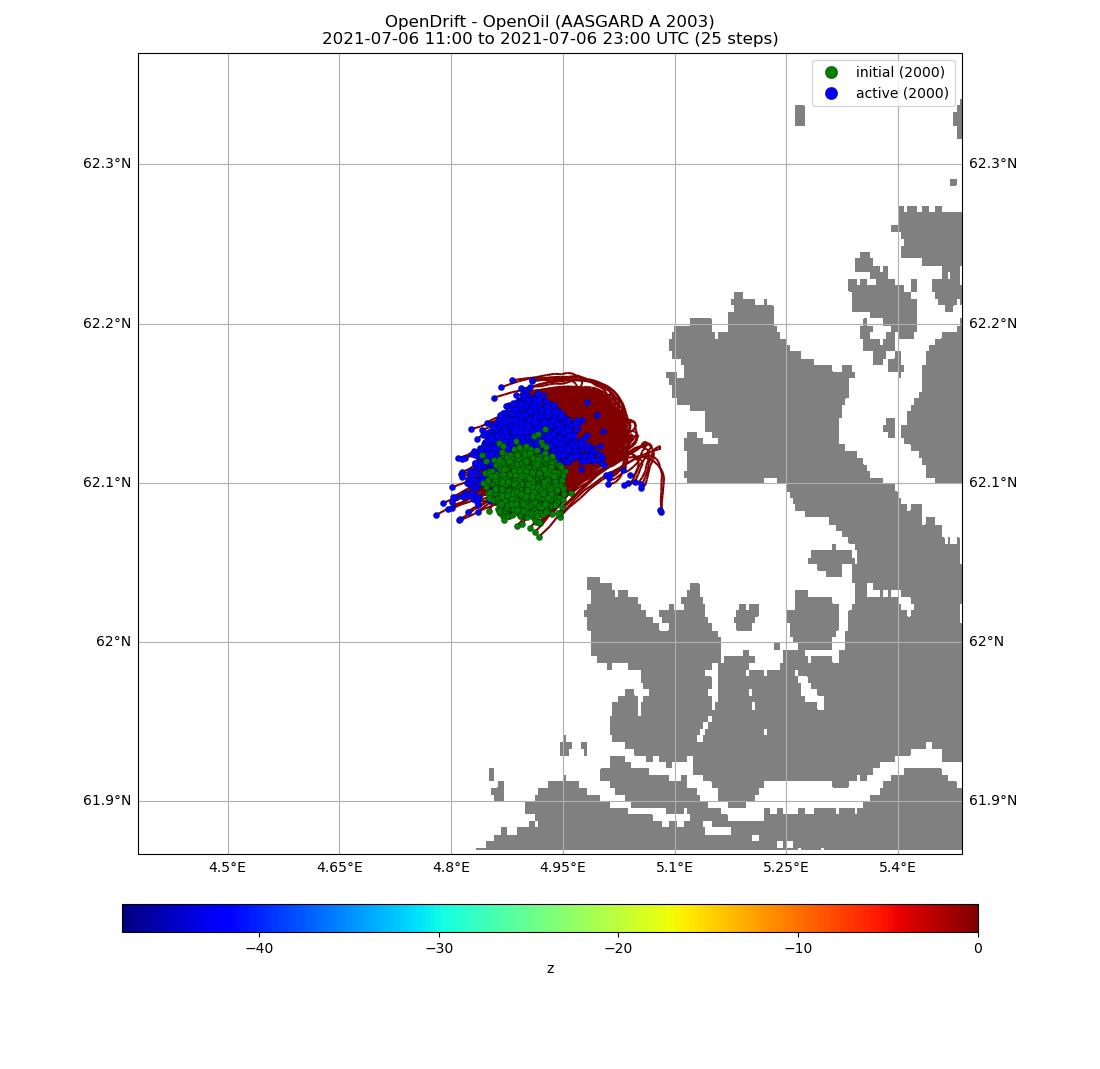 OpenDrift - OpenOil (AASGARD A 2003)
2021-07-06 11:00 to 2021-07-06 23:00 UTC (25 steps)
initial (2000)
active (2000)
62.3°N 62.3°N
62.2°N 62.2°N
62.1°N 62.1°N
62°N 62°N
61.9°N 61.9°N
4.5°E 4.65°E 4.8°E 4.95°E 5.1°E 5.25°E 5.4°E
−40 −30 −20 −10 0
z